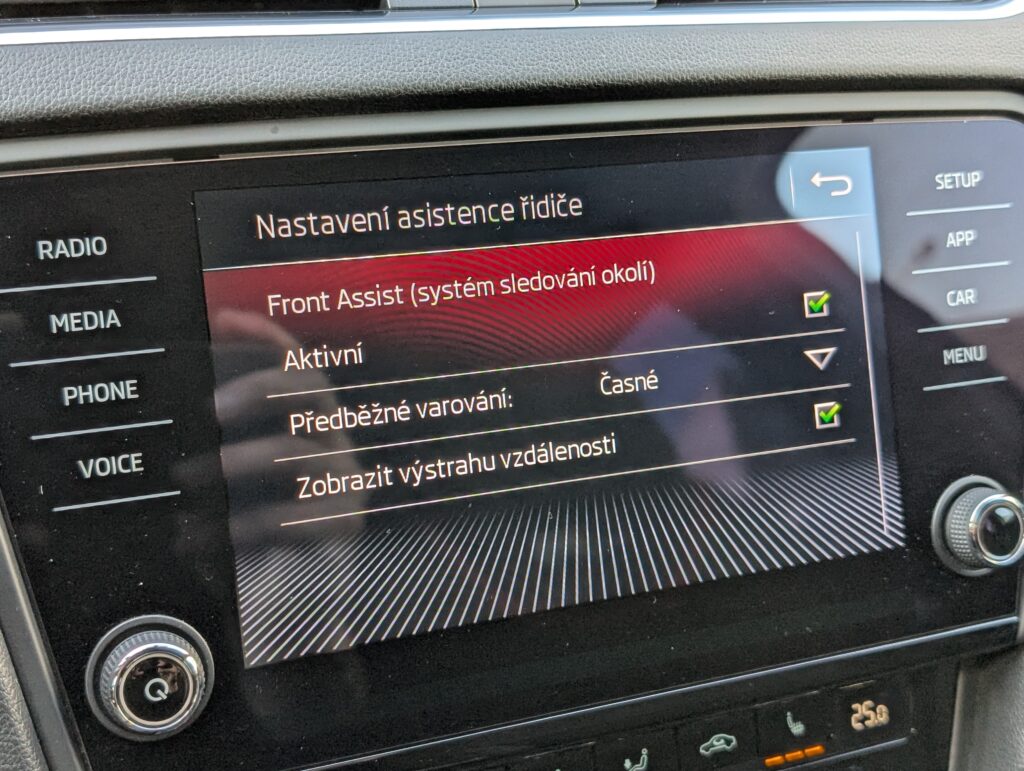 Nastavení asistence řidiče
Front Assist (systém sledování okolí)
Aktivní
Předběžné varování: Časné
Zobrazit výstrahu vzdálenosti
RADIO
MEDIA
PHONE
VOICE
SETUP
APP
CAR
MENU
25.0